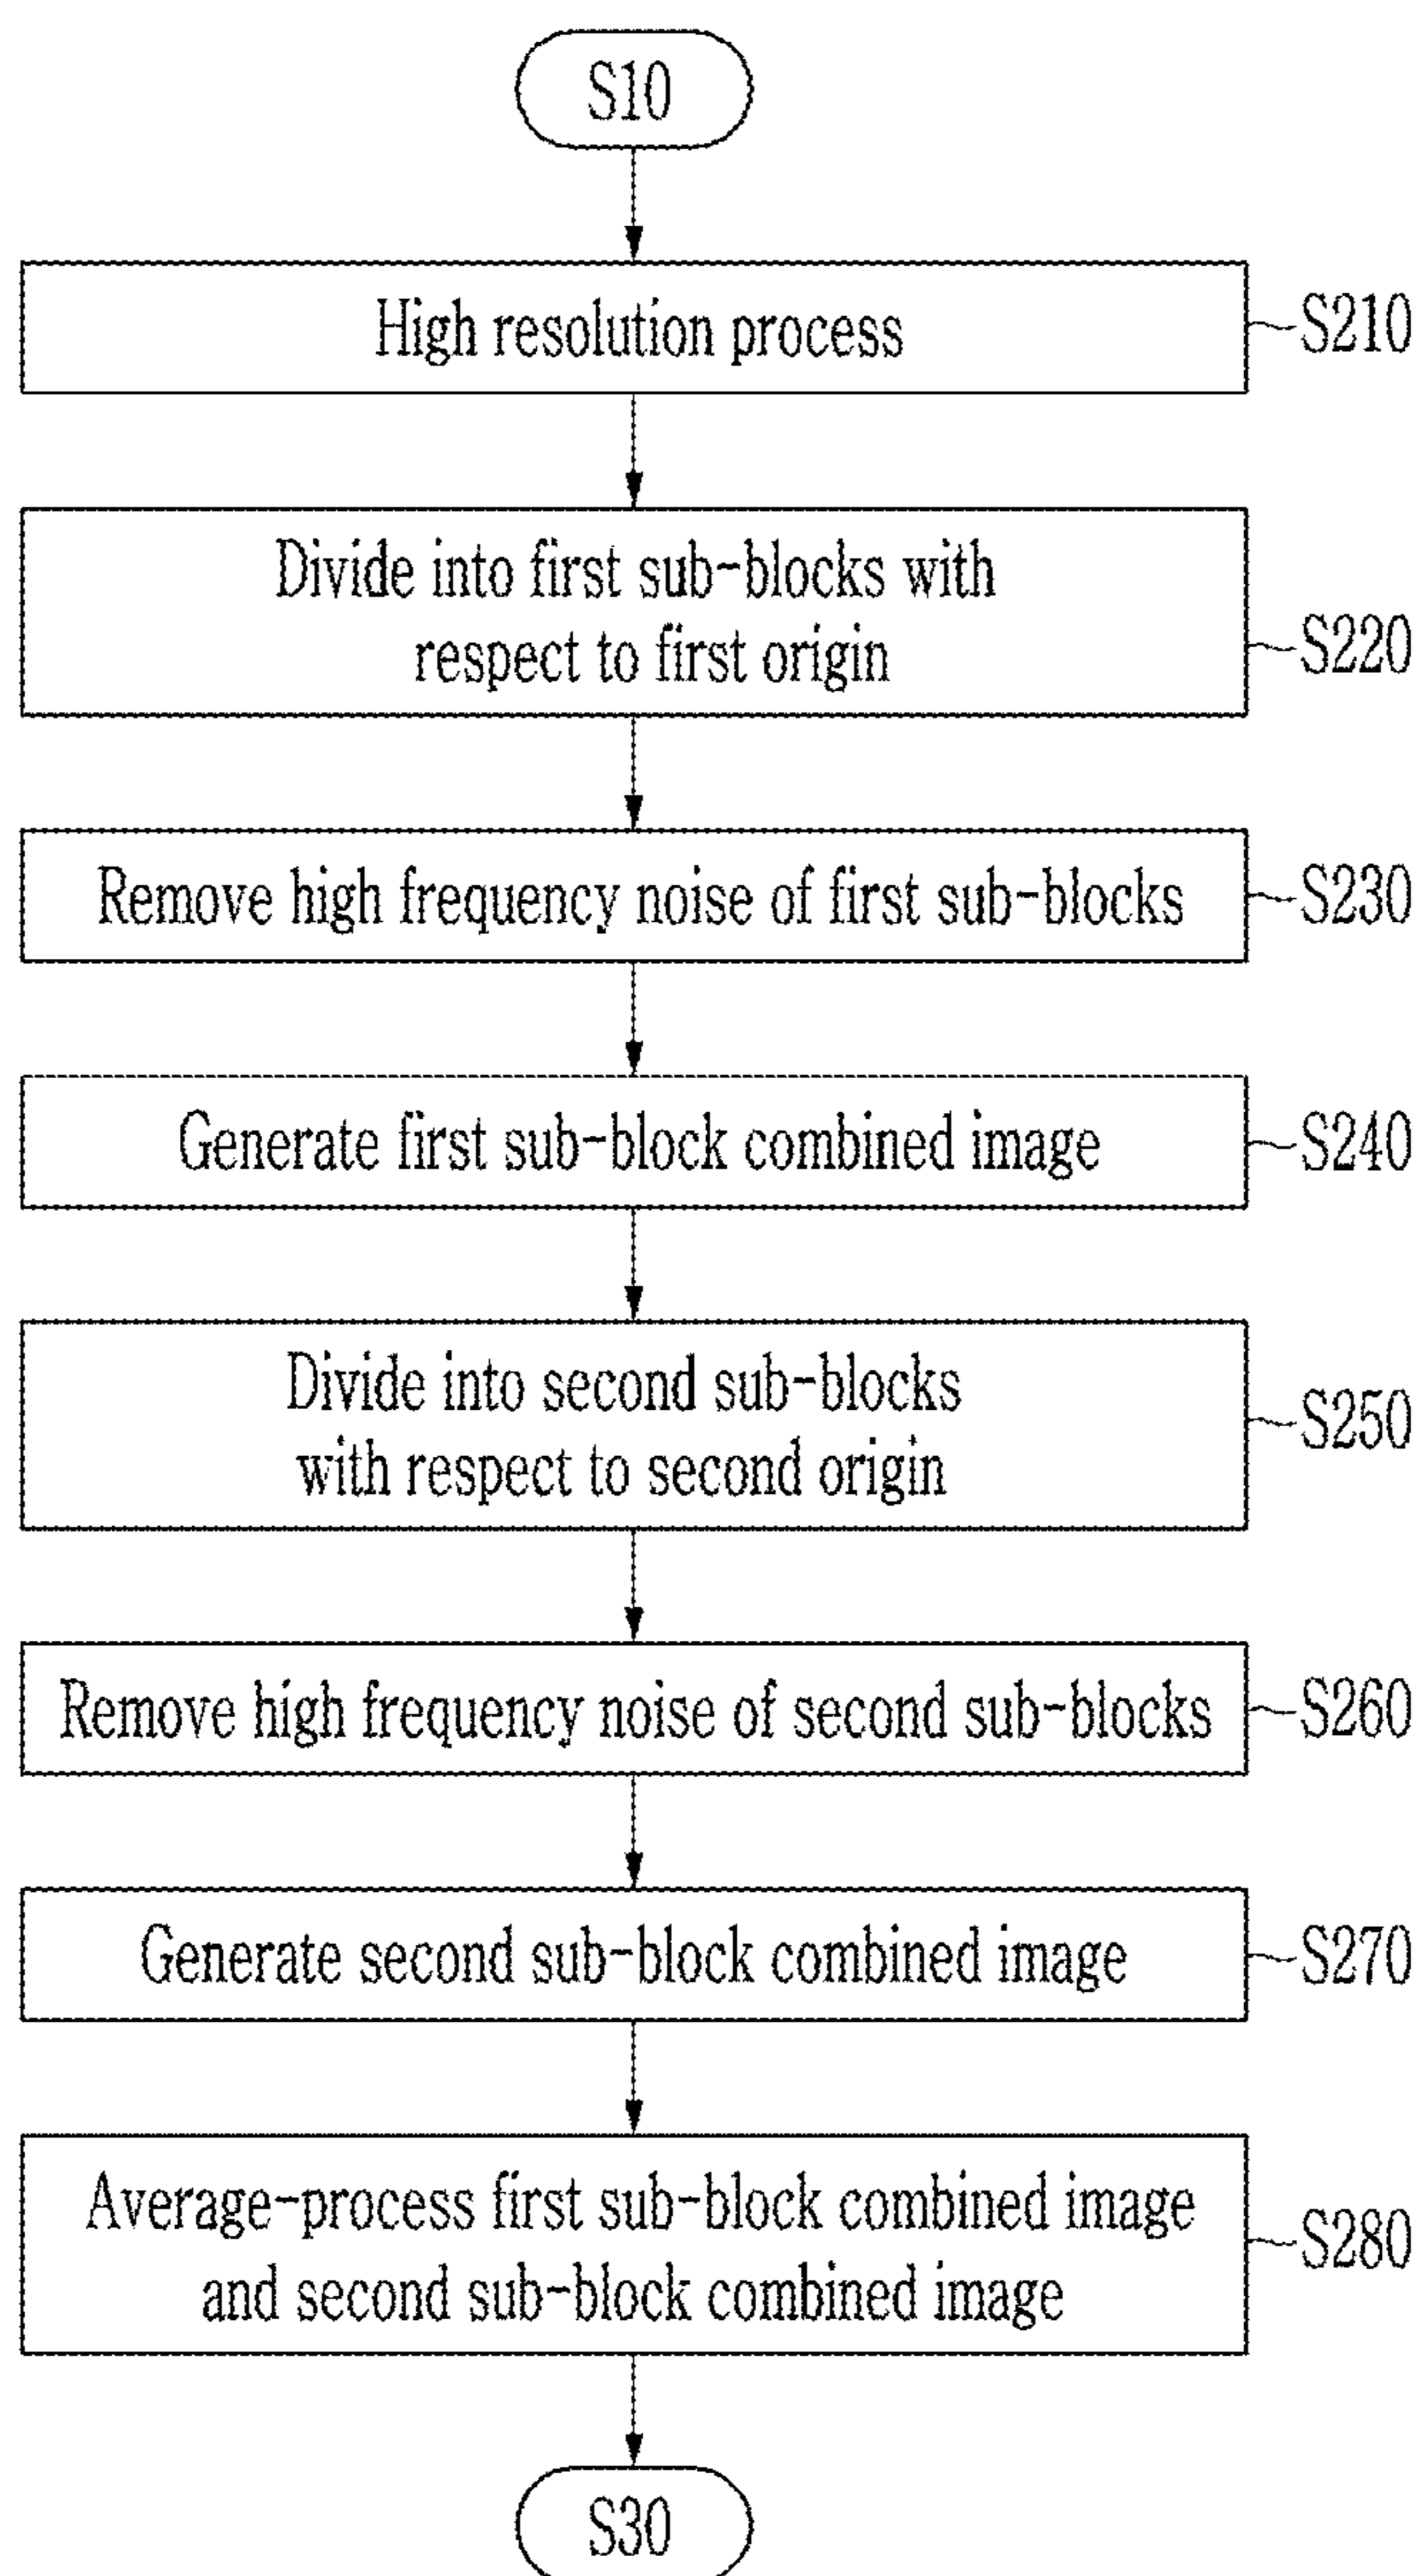 S10
High resolution process
S210
Divide into first sub-blocks with
respect to first origin
S220
Remove high frequency noise of first sub-blocks
S230
Generate first sub-block combined image
S240
Divide into second sub-blocks
with respect to second origin
S250
Remove high frequency noise of second sub-blocks
S260
Generate second sub-block combined image
S270
Average-process first sub-block combined image
and second sub-block combined image
S280
S30